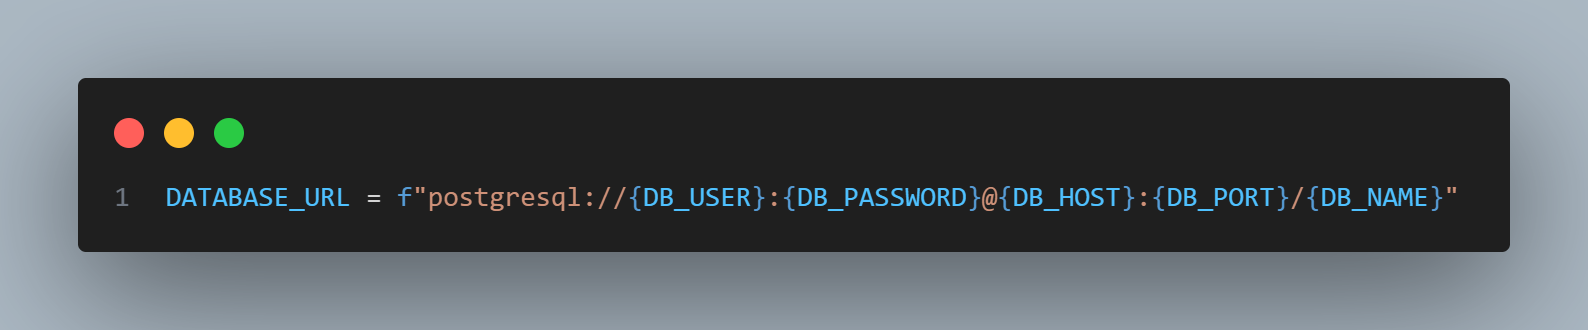 1 DATABASE_URL = f"postgresql://{DB_USER}:{DB_PASSWORD}@{DB_HOST}:{DB_PORT}/{DB_NAME}"